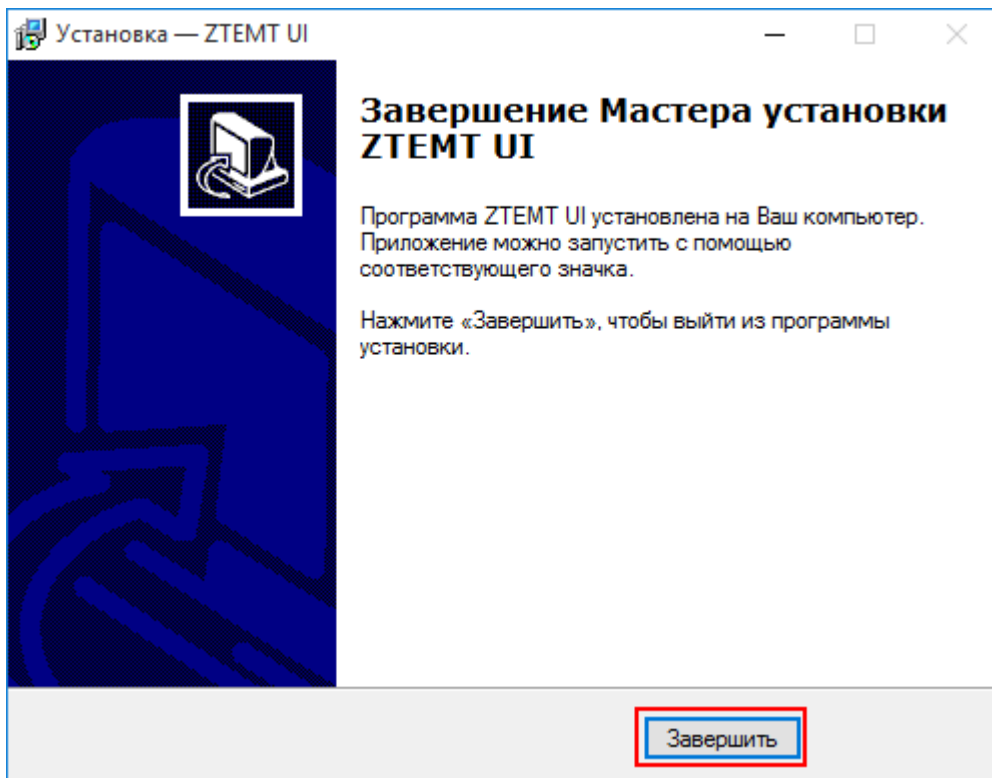 Установка — ZTEMT UI
Завершение Мастера установки
ZTEMT UI
Программа ZTEMT UI установлена на Ваш компьютер.
Приложение можно запустить с помощью
соответствующего значка.
Нажмите «Завершить», чтобы выйти из программы
установки.
Завершить